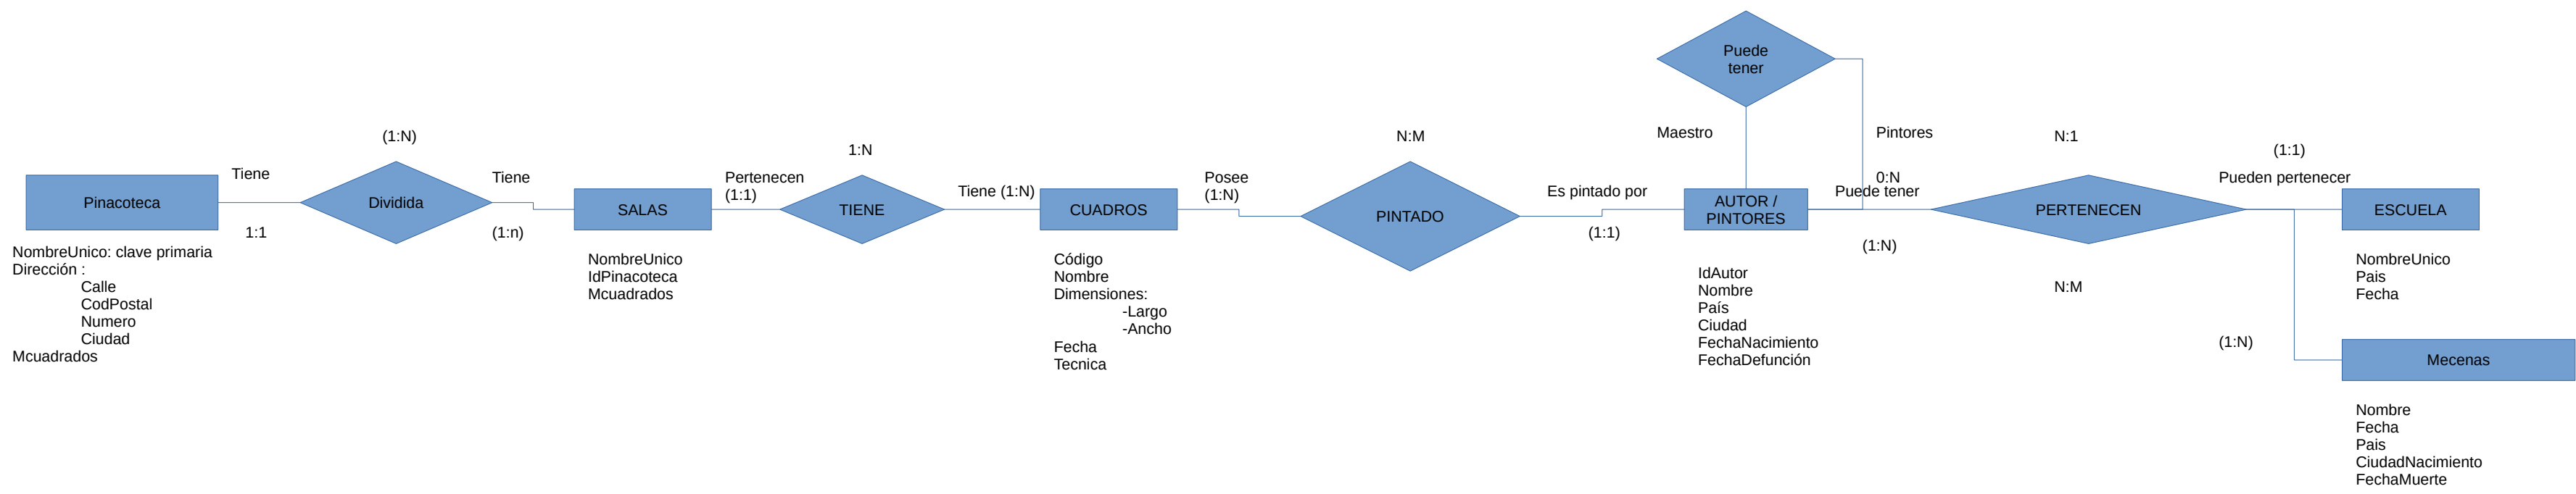 Puede
tener
Maestro
Pintores
(1:N)
1:N
N:M
N:1
(1:1)
Tiene
Tiene
Pertenecen
(1:1)
Tiene (1:N)
Posee
(1:N)
Es pintado por
0:N
Puede tener
Pueden pertenecer
Pinacoteca
Dividida
SALAS
TIENE
CUADROS
PINTADO
AUTOR /
PINTORES
PERTENECEN
ESCUELA
1:1
(1:n)
(1:1)
(1:N)
NombreUnico: clave primaria
Dirección :
Calle
CodPostal
Numero
Ciudad
Mcuadrados
NombreUnico
IdPinacoteca
Mcuadrados
Código
Nombre
Dimensiones:
-Largo
-Ancho
Fecha
Tecnica
IdAutor
Nombre
País
Ciudad
FechaNacimiento
FechaDefunción
N:M
NombreUnico
Pais
Fecha
(1:N)
Mecenas
Nombre
Fecha
Pais
CiudadNacimiento
FechaMuerte